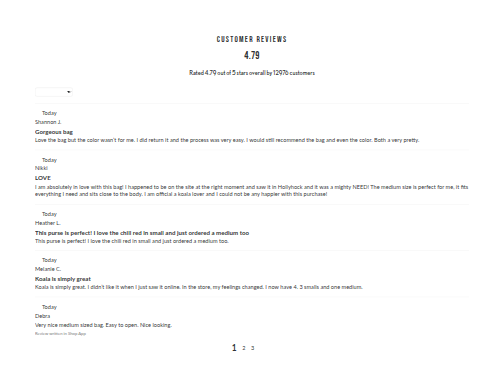 CUSTOMER REVIEWS
4.79
Rated 4.79 out of 5 stars overall by 12976 customers
Today
Shannon J.
Gorgeous bag
Love the bag but the color wasn't for me. I did return it and the process was very easy. I would still recommend the bag and even the color. Both a very pretty.
Today
Nikki
LOVE
I am absolutely in love with this bag! I happened to be on the site at the right moment and saw it in Hollyhock and it was a mighty NEED! The medium size is perfect for me, it fits
everything I need and sits close to the body. I am official a koala lover and I could not be any happier with this purchase!
Today
Heather L.
This purse is perfect! I love the chili red in small and just ordered a medium too
This purse is perfect! I love the chili red in small and just ordered a medium too.
Today
Melanie C.
Koala is simply great
Koala is simply great. I didn't like it when I just saw it online. In the store, my feelings changed. I now have 4. 3 smalls and one medium.
Today
Debra
Very nice medium sized bag. Easy to open. Nice looking.
1 2 3